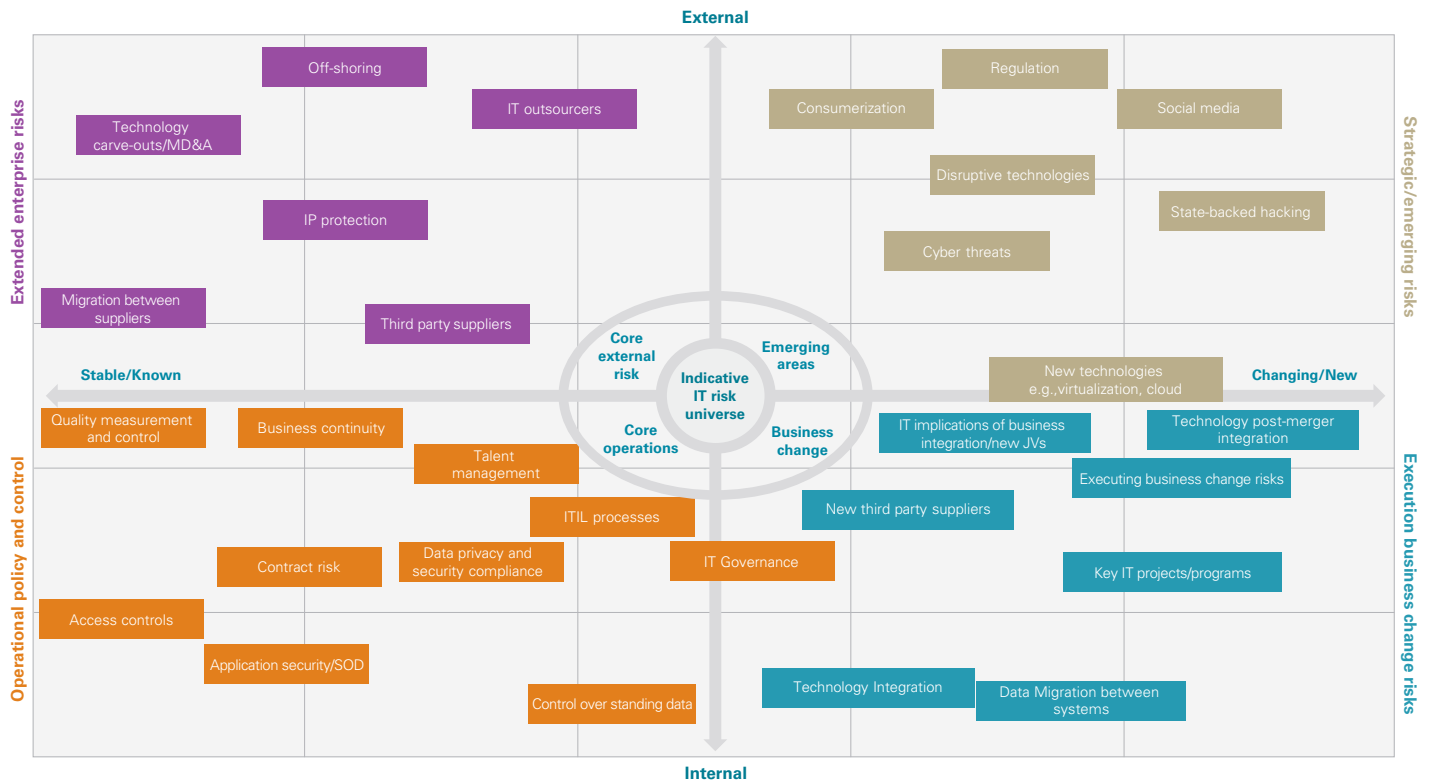 External
Off-shoring
Regulation
IT outsourcers
Consumerization
Social media
Technology
carve-outs/MD&A
Extended enterprise risks
Strategic/emerging risks
Disruptive technologies
IP protection
State-backed hacking
Cyber threats
Migration between
suppliers
Third party suppliers
Core
external
risk
Emerging
areas
Stable/Known
Indicative
IT risk
universe
New technologies
e.g.,virtualization, cloud
Changing/New
Quality measurement
and control
Business continuity
Core
operations
Business
change
IT implications of business
integration/new JVs
Technology post-merger
integration
Talent
management
Executing business change risks
ITIL processes
New third party suppliers
Operational policy and control
Execution business change risks
Contract risk
Data privacy and
security compliance
IT Governance
Key IT projects/programs
Access controls
Application security/SOD
Control over standing data
Technology Integration
Data Migration between
systems
Internal